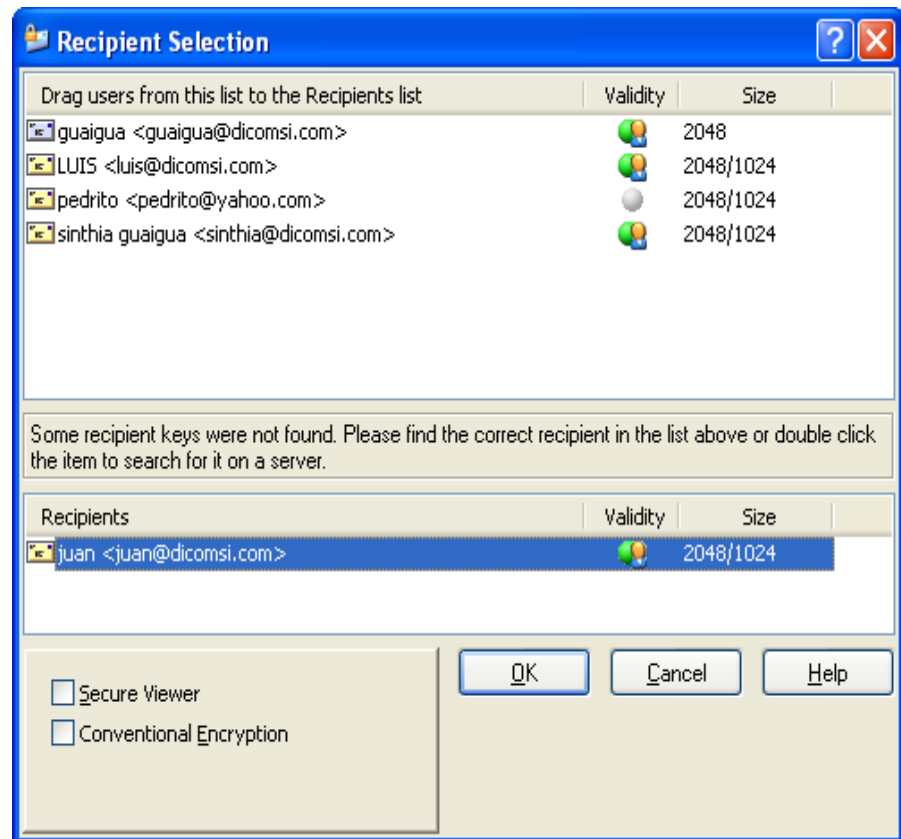 Recipient Selection
Drag users from this list to the Recipients list Validity Size
guaigua <guaigua@dicomsi.com> 2048
LUIS <luis@dicomsi.com> 2048/1024
pedrito <pedrito@yahoo.com> 2048/1024
sinthia guaigua <sinthia@dicomsi.com> 2048/1024
Some recipient keys were not found. Please find the correct recipient in the list above or double click
the item to search for it on a server.
Recipients Validity Size
juan <juan@dicomsi.com> 2048/1024
OK Cancel Help
Secure Viewer
Conventional Encryption